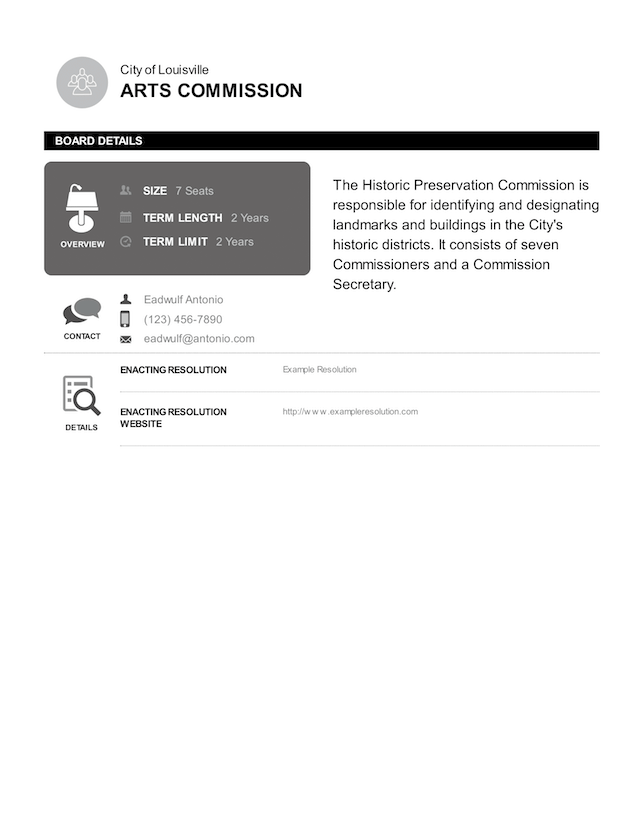 City of Louisville
ARTS COMMISSION
BOARD DETAILS
OVERVIEW
SIZE 7 Seats
TERM LENGTH 2 Years
TERM LIMIT 2 Years
The Historic Preservation Commission is
responsible for identifying and designating
landmarks and buildings in the City's
historic districts. It consists of seven
Commissioners and a Commission
Secretary.
CONTACT
Eadwulf Antonio
(123) 456-7890
eadwulf@antonio.com
DETAILS
ENACTING RESOLUTION Example Resolution
ENACTING RESOLUTION
WEBSITE
http://www.exampleresolution.com